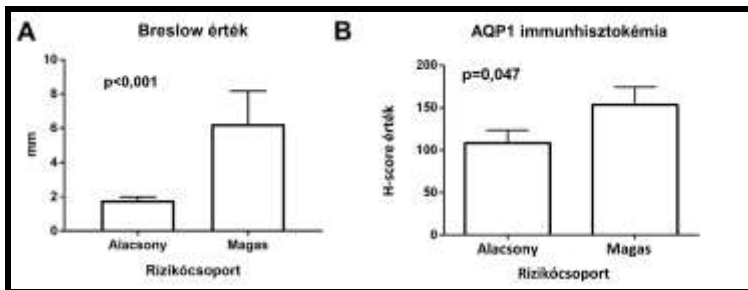 A
Breslow érték
p<0,001
10
8
6
4
2
0
mm
Alacsony Magas
Rizikócsoport
B
AQP1 immunhisztokémia
p=0,047
200
150
100
50
0
H-score érték
Alacsony Magas
Rizikócsoport